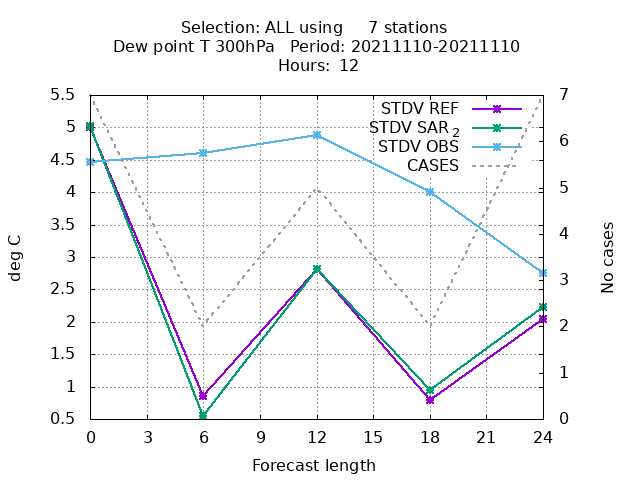 Selection: ALL using     7 stations
Dew point T 300hPa   Period: 20211110-20211110
Hours: 12
STDV REF
STDV SAR 2
STDV OBS
CASES
5.5
5
4.5
4
3.5
3
2.5
2
1.5
1
0.5
deg C
7
6
5
4
3
2
1
0
No cases
0 3 6 9 12 15 18 21 24
Forecast length